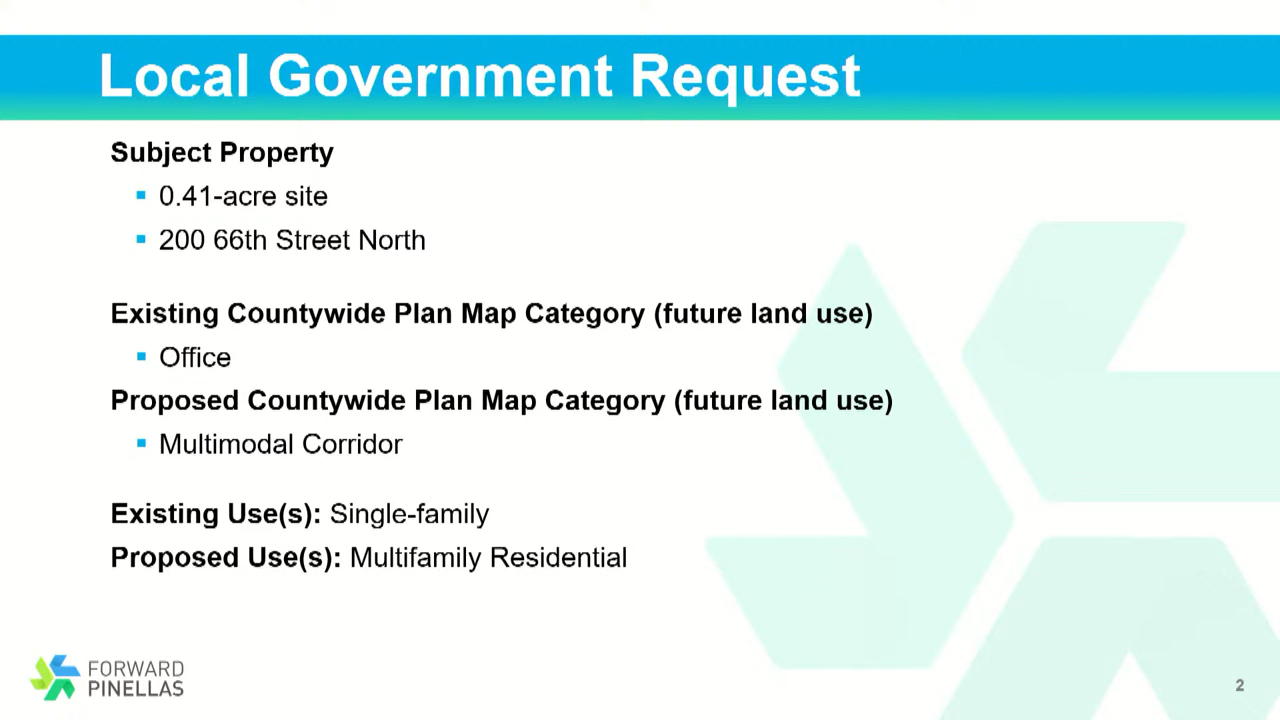 Local Government Request
Subject Property
▪ 0.41-acre site
▪ 200 66th Street North
Existing Countywide Plan Map Category (future land use)
▪ Office
Proposed Countywide Plan Map Category (future land use)
▪ Multimodal Corridor
Existing Use(s): Single-family
Proposed Use(s): Multifamily Residential
FORWARD
PINELLAS
2